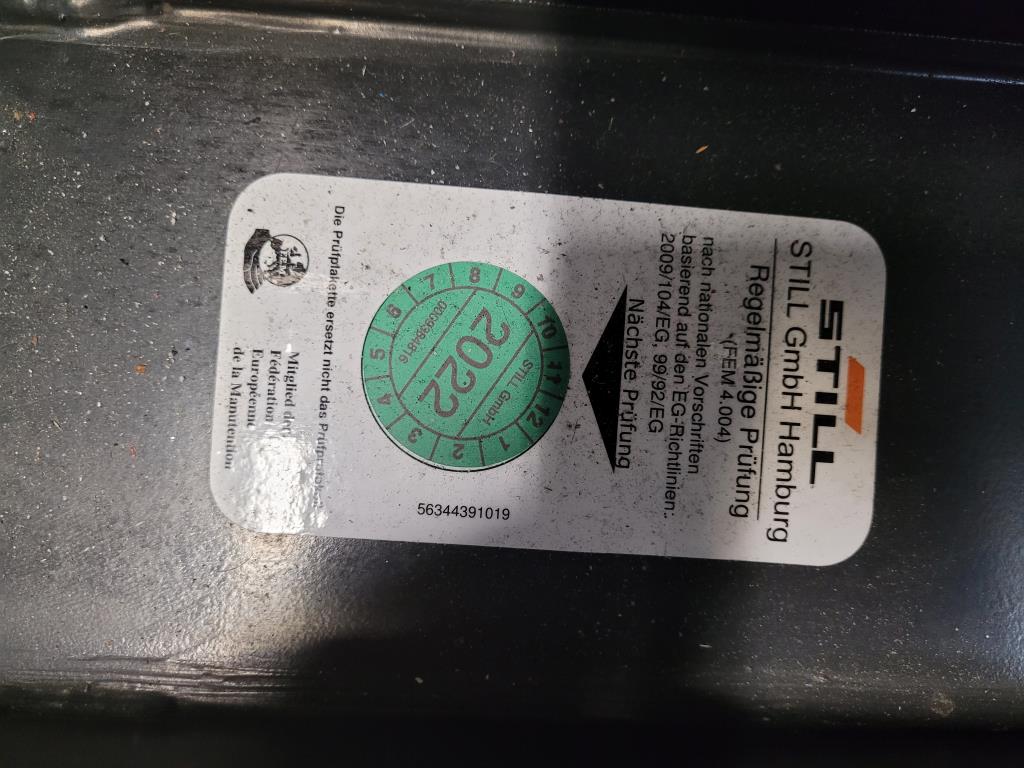 STILL
STILL GmbH Hamburg
Regelmäßige Prüfung
(FEM 4.004)
nach nationalen Vorschriften
basierend auf den EG-Richtlinien:
2009/104/EG, 99/92/EG
Nächste Prüfung
1 2 3 4 5 6 7 8 9 10 11 12
STILL GmbH
2022
56344391019
Die Prüfplakette ersetzt nicht das
Mitglied der
Fédération
Européenne
de la Manutention